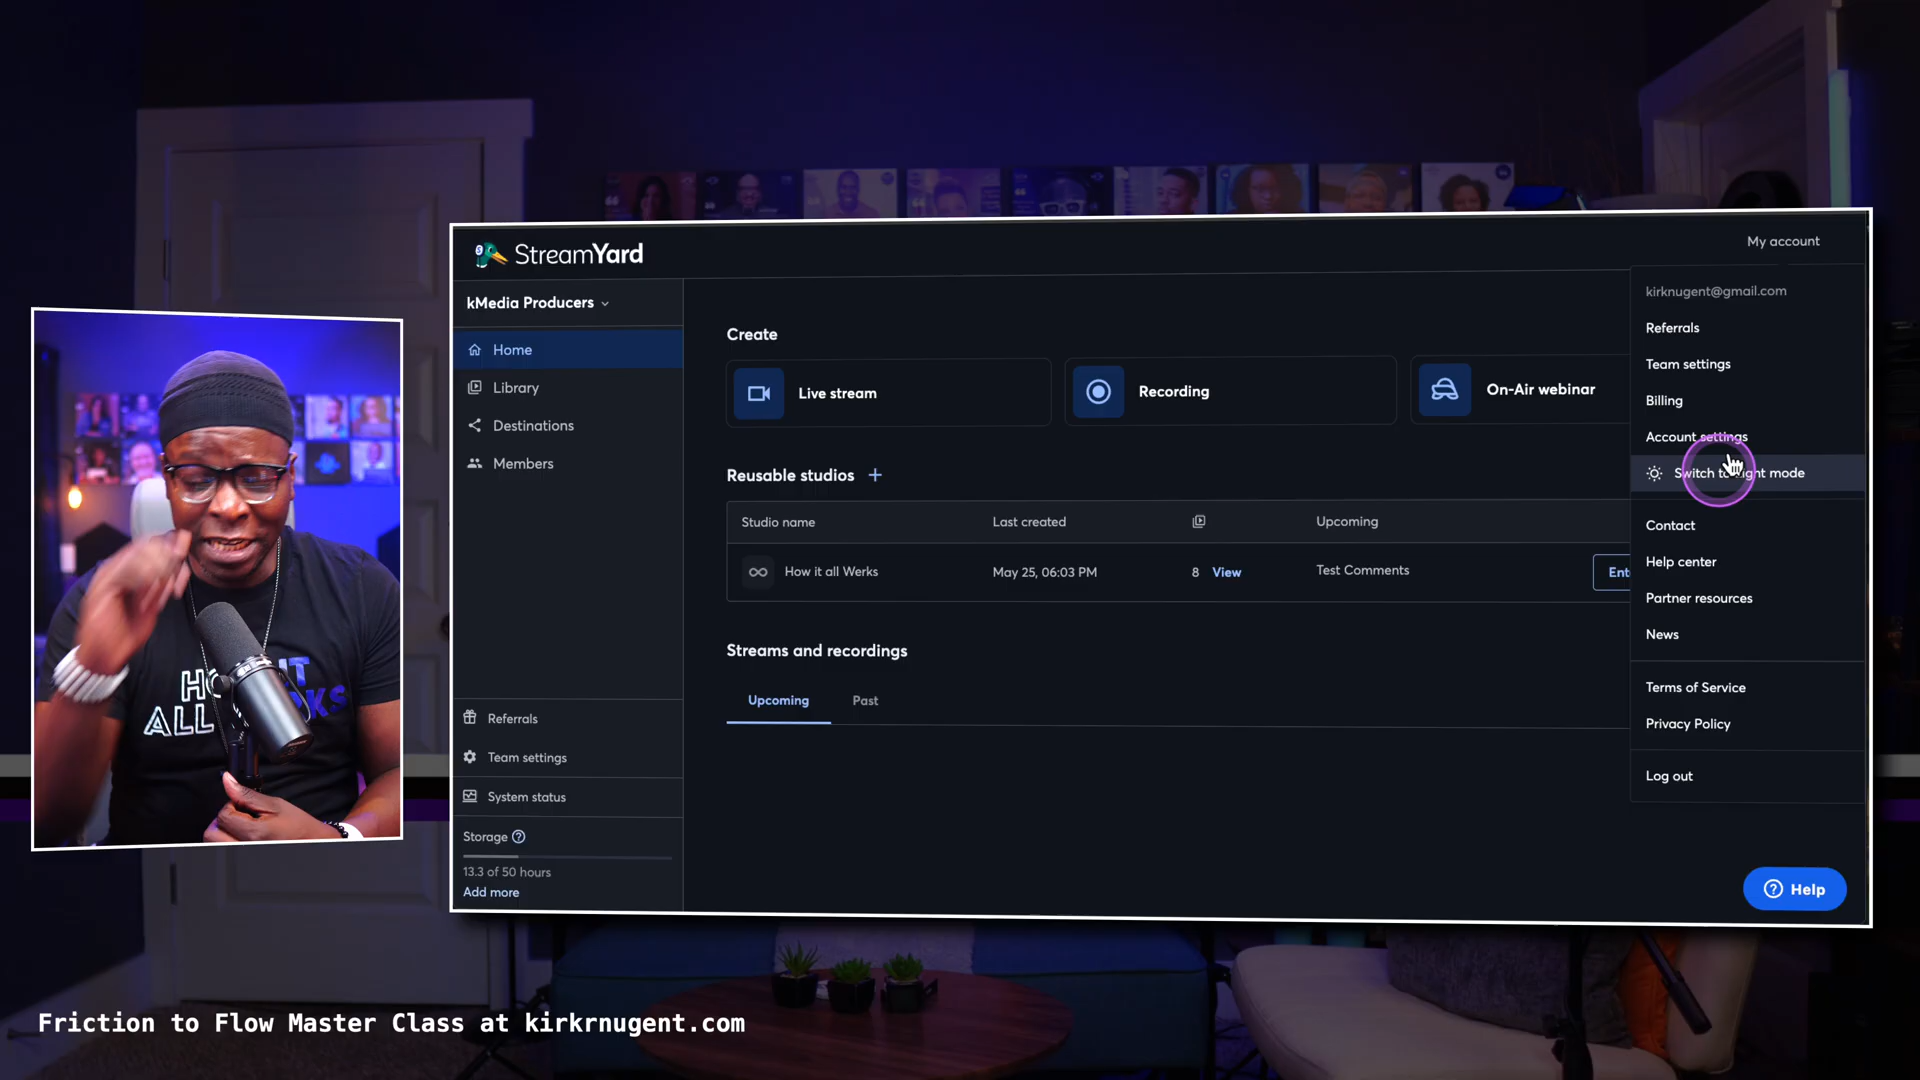 StreamYard
My account
kMedia Producers
Home
Library
Destinations
Members
Referrals
Team settings
System status
Storage
13.3 of 50 hours
Add more
Create
Live stream
Recording
On-Air webinar
Reusable studios +
Studio name Last created Upcoming
How it all Werks May 25, 06:03 PM 8 View Test Comments
Streams and recordings
Upcoming Past
kirknugent@gmail.com
Referrals
Team settings
Billing
Account settings
Switch to light mode
Contact
Help center
Partner resources
News
Terms of Service
Privacy Policy
Log out
? Help
Friction to Flow Master Class at kirkrnugent.com